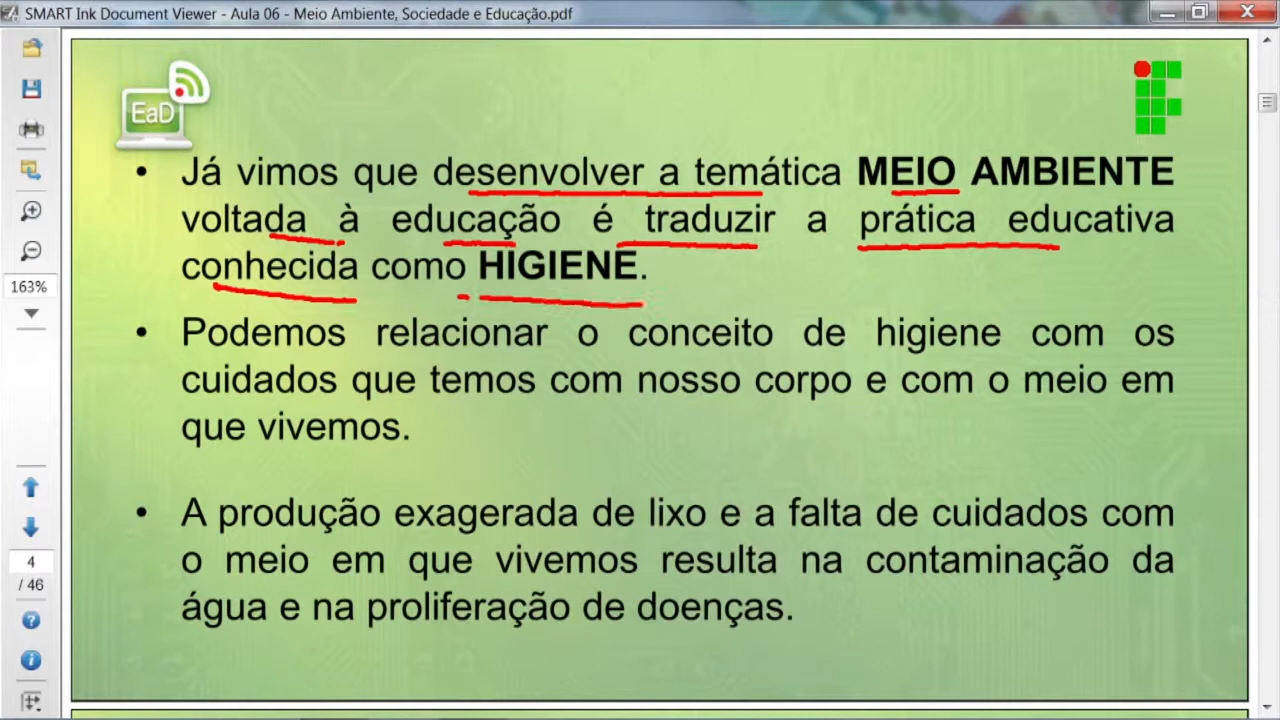 SMART Ink Document Viewer - Aula 06 - Meio Ambiente, Sociedade e Educação.pdf
EaD
• Já vimos que desenvolver a temática MEIO AMBIENTE
voltada à educação é traduzir a prática educativa
conhecida como HIGIENE.
• Podemos relacionar o conceito de higiene com os
cuidados que temos com nosso corpo e com o meio em
que vivemos.
• A produção exagerada de lixo e a falta de cuidados com
o meio em que vivemos resulta na contaminação da
água e na proliferação de doenças.
163%
4
/ 46